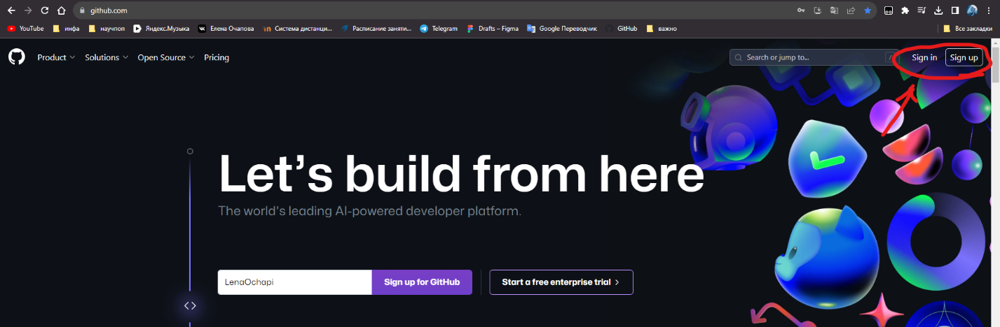 github.com
YouTube инфа научпоп Яндекс.Музыка Елена Очапова Система дистанци... Расписание заняти... Telegram Drafts – Figma Google Переводчик GitHub важно Все закладки
Product Solutions Open Source Pricing Search or jump to... / Sign in Sign up
Let’s build from here
The world's leading AI-powered developer platform.
LenaOchapi Sign up for GitHub Start a free enterprise trial